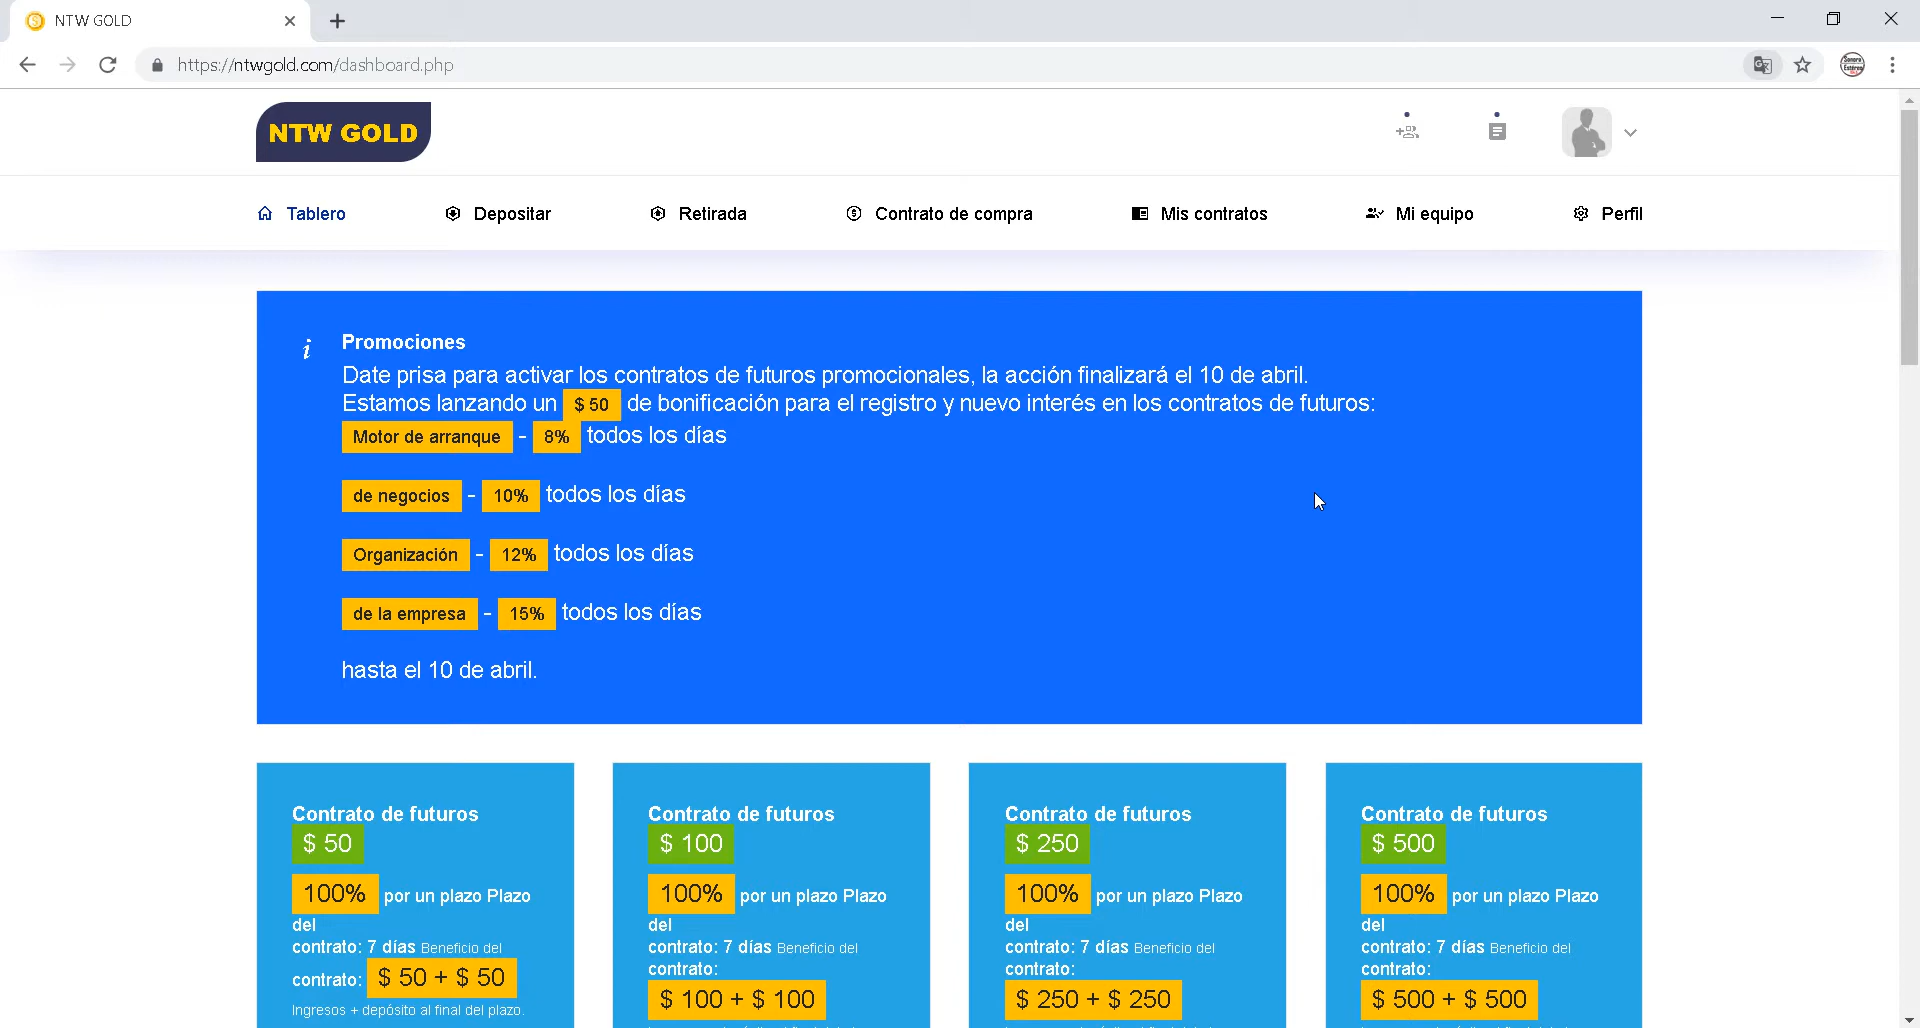 NTW GOLD
https://ntwgold.com/dashboard.php
NTW GOLD
Tablero
Depositar
Retirada
Contrato de compra
Mis contratos
Mi equipo
Perfil
Promociones
Date prisa para activar los contratos de futuros promocionales, la acción finalizará el 10 de abril.
Estamos lanzando un $ 50 de bonificación para el registro y nuevo interés en los contratos de futuros:
Motor de arranque - 8% todos los días
de negocios - 10% todos los días
Organización - 12% todos los días
de la empresa - 15% todos los días
hasta el 10 de abril.
Contrato de futuros
$ 50
100% por un plazo Plazo
del
contrato: 7 días Beneficio del
contrato: $ 50 + $ 50
Ingresos + depósito al final del plazo.
Contrato de futuros
$ 100
100% por un plazo Plazo
del
contrato: 7 días Beneficio del
contrato:
$ 100 + $ 100
Contrato de futuros
$ 250
100% por un plazo Plazo
del
contrato: 7 días Beneficio del
contrato:
$ 250 + $ 250
Contrato de futuros
$ 500
100% por un plazo Plazo
del
contrato: 7 días Beneficio del
contrato:
$ 500 + $ 500